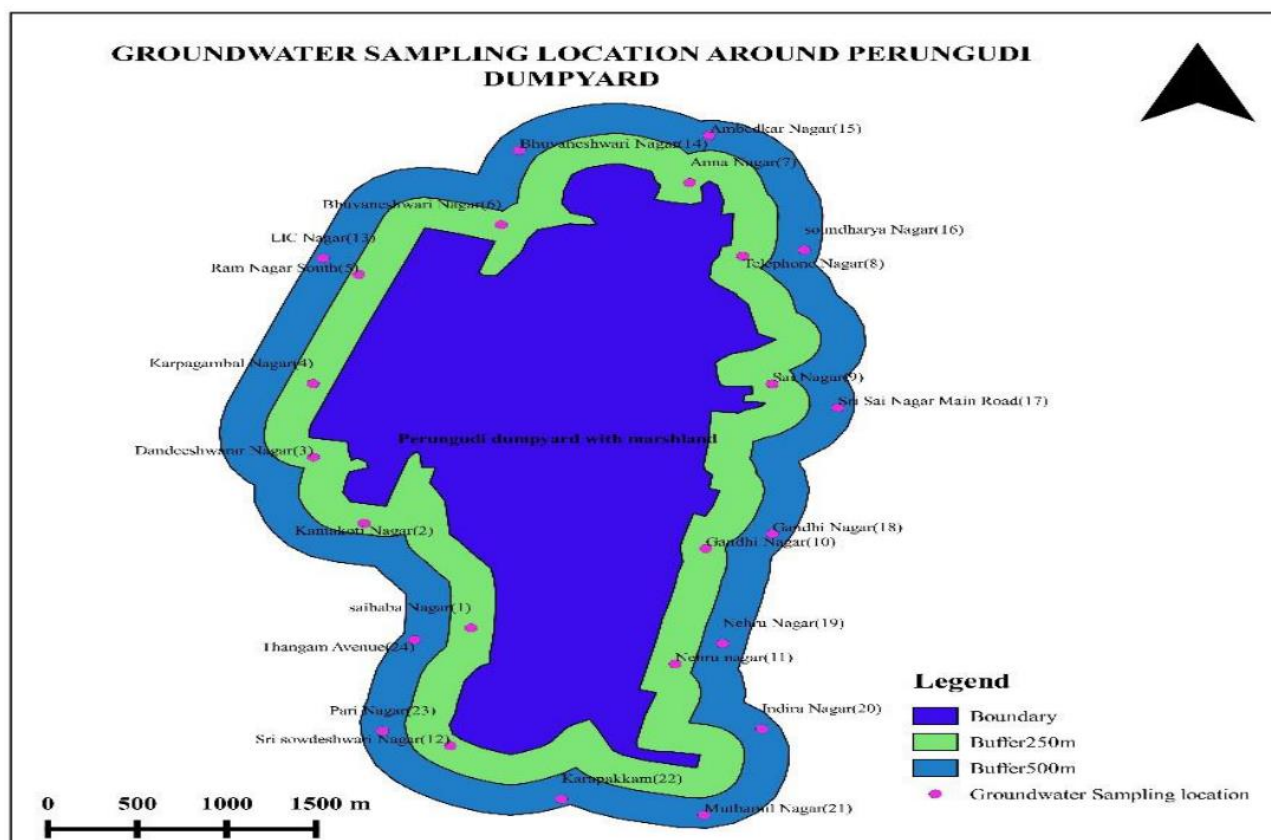 GROUNDWATER SAMPLING LOCATION AROUND PERUNGUDI
DUMPYARD
Ambedkar Nagar(15)
Bhuvaneshwari Nagar(14)
Anna Nagar(7)
Bhuvaneshwari Nagar(6)
soundharya Nagar(16)
LIC Nagar(13)
Telephone Nagar(8)
Ram Nagar South(5)
Karpagambal Nagar(4)
Sai Nagar(9)
Sri Sai Nagar Main Road(17)
Perungudi dumpyard with marshland
Dandeeshwarar Nagar(3)
Kamakoti Nagar(2)
Gandhi Nagar(18)
Gandhi Nagar(10)
saibaba Nagar(1)
Nehru Nagar(19)
Thangam Avenue(24)
Nehru nagar(11)
Legend
Pari Nagar(23)
Indiru Nagar(20)
Boundary
Sri sowdeshwari Nagar(12)
Buffer250m
Buffer500m
Karapakkam(22)
Groundwater Sampling location
Muthamil Nagar(21)
0 500 1000 1500 m